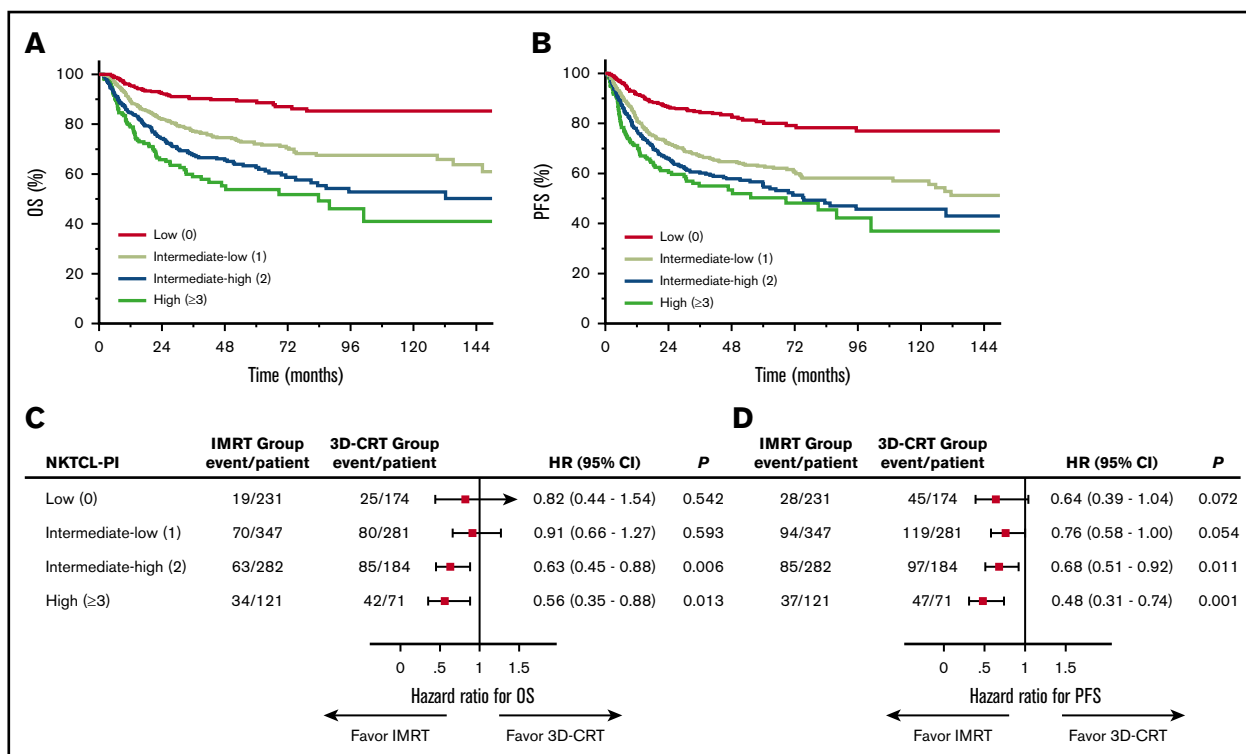 A
100
80
60
40
20
0
OS (%)
Low (0)
Intermediate-low (1)
Intermediate-high (2)
High (≥3)
0 24 48 72 96 120 144
Time (months)
B
100
80
60
40
20
0
PFS (%)
Low (0)
Intermediate-low (1)
Intermediate-high (2)
High (≥3)
0 24 48 72 96 120 144
Time (months)
C
NKTCL-PI IMRT Group event/patient 3D-CRT Group event/patient HR (95% CI) P
Low (0) 19/231 25/174 0.82 (0.44 - 1.54) 0.542
Intermediate-low (1) 70/347 80/281 0.91 (0.66 - 1.27) 0.593
Intermediate-high (2) 63/282 85/184 0.63 (0.45 - 0.88) 0.006
High (≥3) 34/121 42/71 0.56 (0.35 - 0.88) 0.013
0 .5 1 1.5
Hazard ratio for OS
Favor IMRT Favor 3D-CRT
D
IMRT Group event/patient 3D-CRT Group event/patient HR (95% CI) P
28/231 45/174 0.64 (0.39 - 1.04) 0.072
94/347 119/281 0.76 (0.58 - 1.00) 0.054
85/282 97/184 0.68 (0.51 - 0.92) 0.011
37/121 47/71 0.48 (0.31 - 0.74) 0.001
0 .5 1 1.5
Hazard ratio for PFS
Favor IMRT Favor 3D-CRT